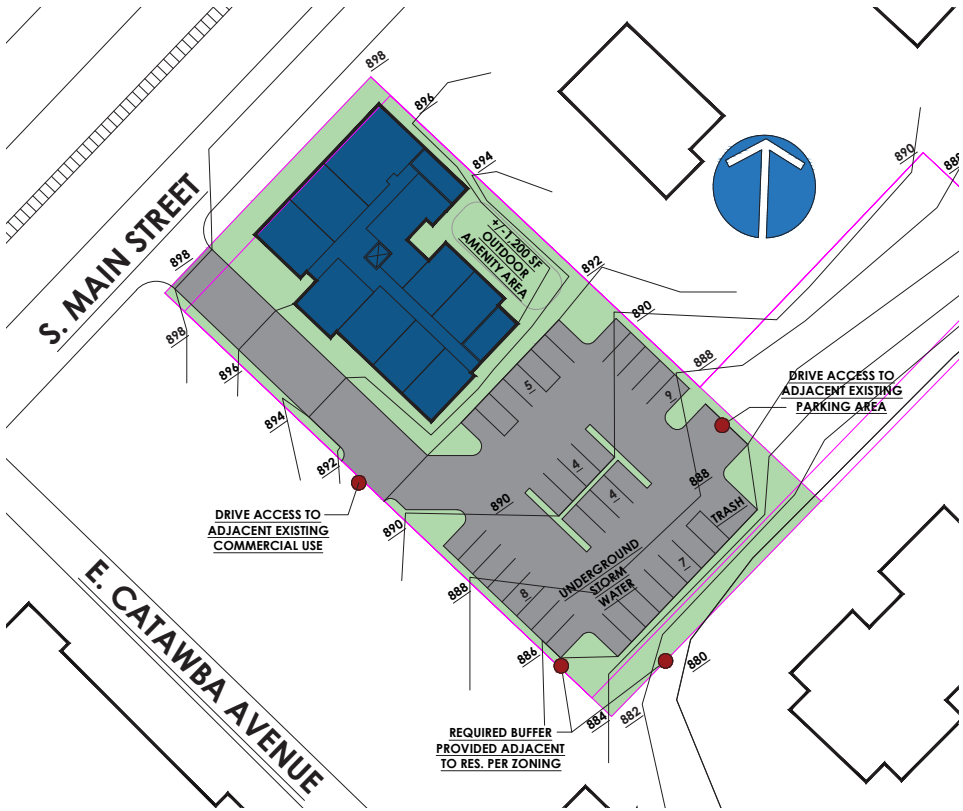 898
896
890
888
894
S. MAIN STREET
+/-1,200 SF
OUTDOOR
AMENITY AREA
898
892
890
898
896
888
5
9
DRIVE ACCESS TO
ADJACENT EXISTING
PARKING AREA
894
892
4
4
888
890
TRASH
DRIVE ACCESS TO
ADJACENT EXISTING
COMMERCIAL USE
890
UNDERGROUND
STORM
WATER
7
8
888
E. CATAWBA AVENUE
886
880
884
882
REQUIRED BUFFER
PROVIDED ADJACENT
TO RES. PER ZONING